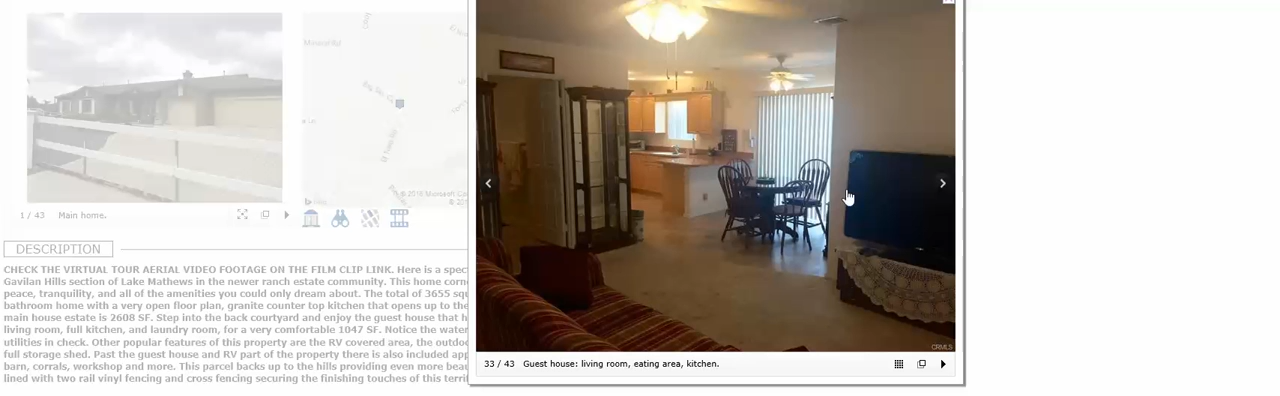 1 / 43 Main home.
© 2018 Microsoft Co
DESCRIPTION
CHECK THE VIRTUAL TOUR AERIAL VIDEO FOOTAGE ON THE FILM CLIP LINK. Here is a spec
Gavilan Hills section of Lake Mathews in the newer ranch estate community. This home corn
peace, tranquility, and all of the amenities you could only dream about. The total of 3655 squ
bathroom home with a very open floor plan, granite counter top kitchen that opens up to the
main house estate is 2608 SF. Step into the back courtyard and enjoy the guest house that h
living room, full kitchen, and laundry room, for a very comfortable 1047 SF. Notice the water
utilities in check. Other popular features of this property are the RV covered area, the outdo
full storage shed. Past the guest house and RV part of the property there is also included app
barn, corrals, workshop and more. This parcel backs up to the hills providing even more beau
lined with two rail vinyl fencing and cross fencing securing the finishing touches of this terri
CRMLS
33 / 43 Guest house: living room, eating area, kitchen.